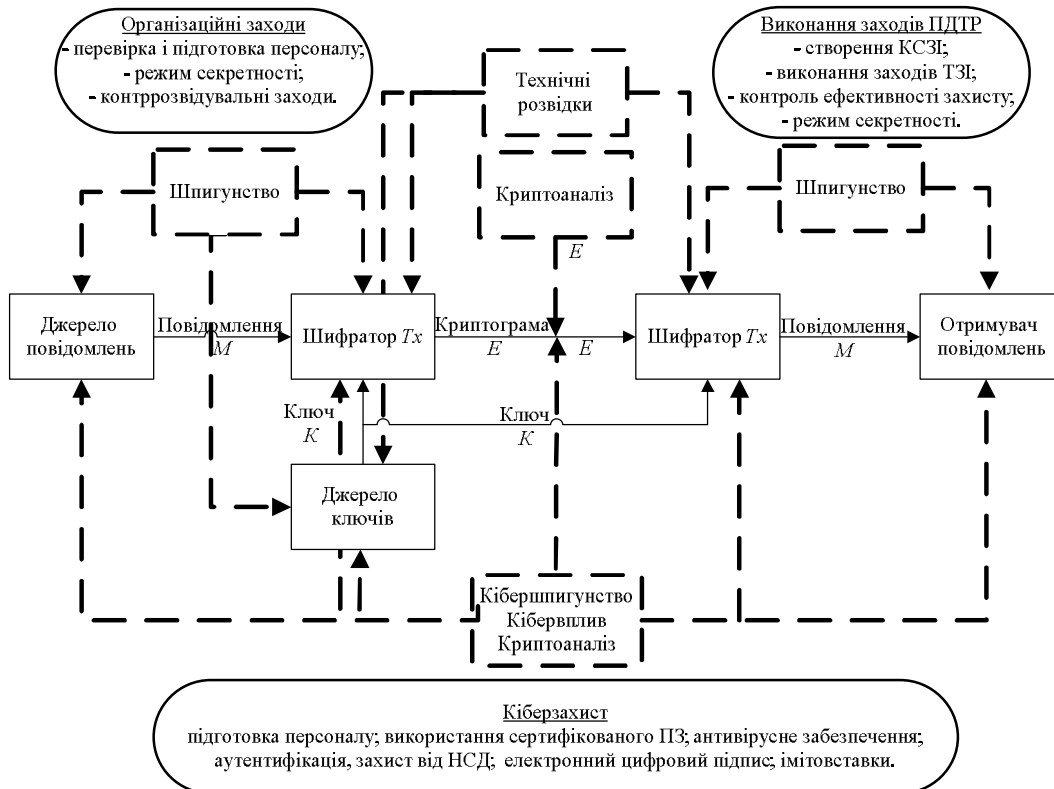 Організаційні заходи
- перевірка і підготовка персоналу;
- режим секретності;
- контррозвідувальні заходи.
Виконання заходів ПДТР
- створення КСЗІ;
- виконання заходів ТЗІ;
- контроль ефективності захисту;
- режим секретності.
Технічні
розвідки
Шпигунство
Криптоаналіз
Шпигунство
E
Джерело
повідомлень
Повідомлення
M
Шифратор Tx
Криптограма
E
E
Шифратор Tx
Повідомлення
M
Отримувач
повідомлень
Ключ
K
Ключ
K
Джерело
ключів
Кібершпигунство
Кібервплив
Криптоаналіз
Кіберзахист
підготовка персоналу; використання сертифікованого ПЗ; антивірусне забезпечення;
аутентифікація, захист від НСД; електронний цифровий підпис; імітовставки.